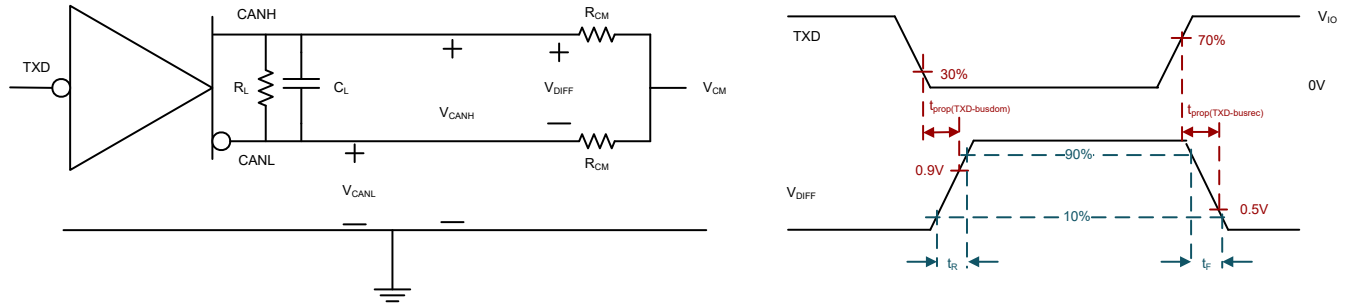 CANH
R_CM
TXD
R_L
C_L
V_DIFF
V_CM
V_CANH
CANL
R_CM
V_CANL
V_IO
TXD
70%
30%
0V
t_prop(TXD-busdom)
t_prop(TXD-busrec)
90%
0.9V
V_DIFF
0.5V
10%
t_R
t_F